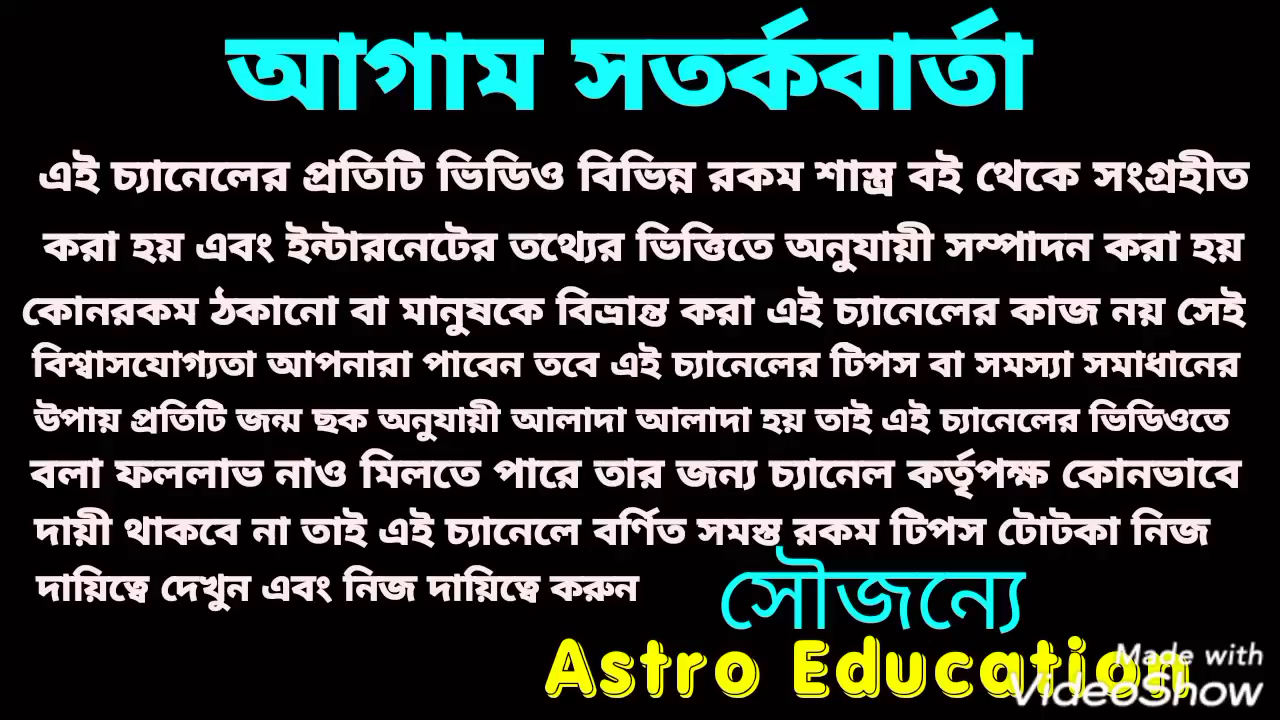 আগাম সতর্কবার্তা
এই চ্যানেলের প্রতিটি ভিডিও বিভিন্ন রকম শাস্ত্র বই থেকে সংগ্রহীত
করা হয় এবং ইন্টারনেটের তথ্যের ভিত্তিতে অনুযায়ী সম্পাদন করা হয়
কোনরকম ঠকানো বা মানুষকে বিভ্রান্ত করা এই চ্যানেলের কাজ নয় সেই
বিশ্বাসযোগ্যতা আপনারা পাবেন তবে এই চ্যানেলের টিপস বা সমস্যা সমাধানের
উপায় প্রতিটি জন্ম ছক অনুযায়ী আলাদা আলাদা হয় তাই এই চ্যানেলের ভিডিওতে
বলা ফললাভ নাও মিলতে পারে তার জন্য চ্যানেল কর্তৃপক্ষ কোনভাবে
দায়ী থাকবে না তাই এই চ্যানেলে বর্ণিত সমস্ত রকম টিপস টোটকা নিজ
দায়িত্বে দেখুন এবং নিজ দায়িত্বে করুন
সৌজন্যে
Astro Education
Made with
VideoShow